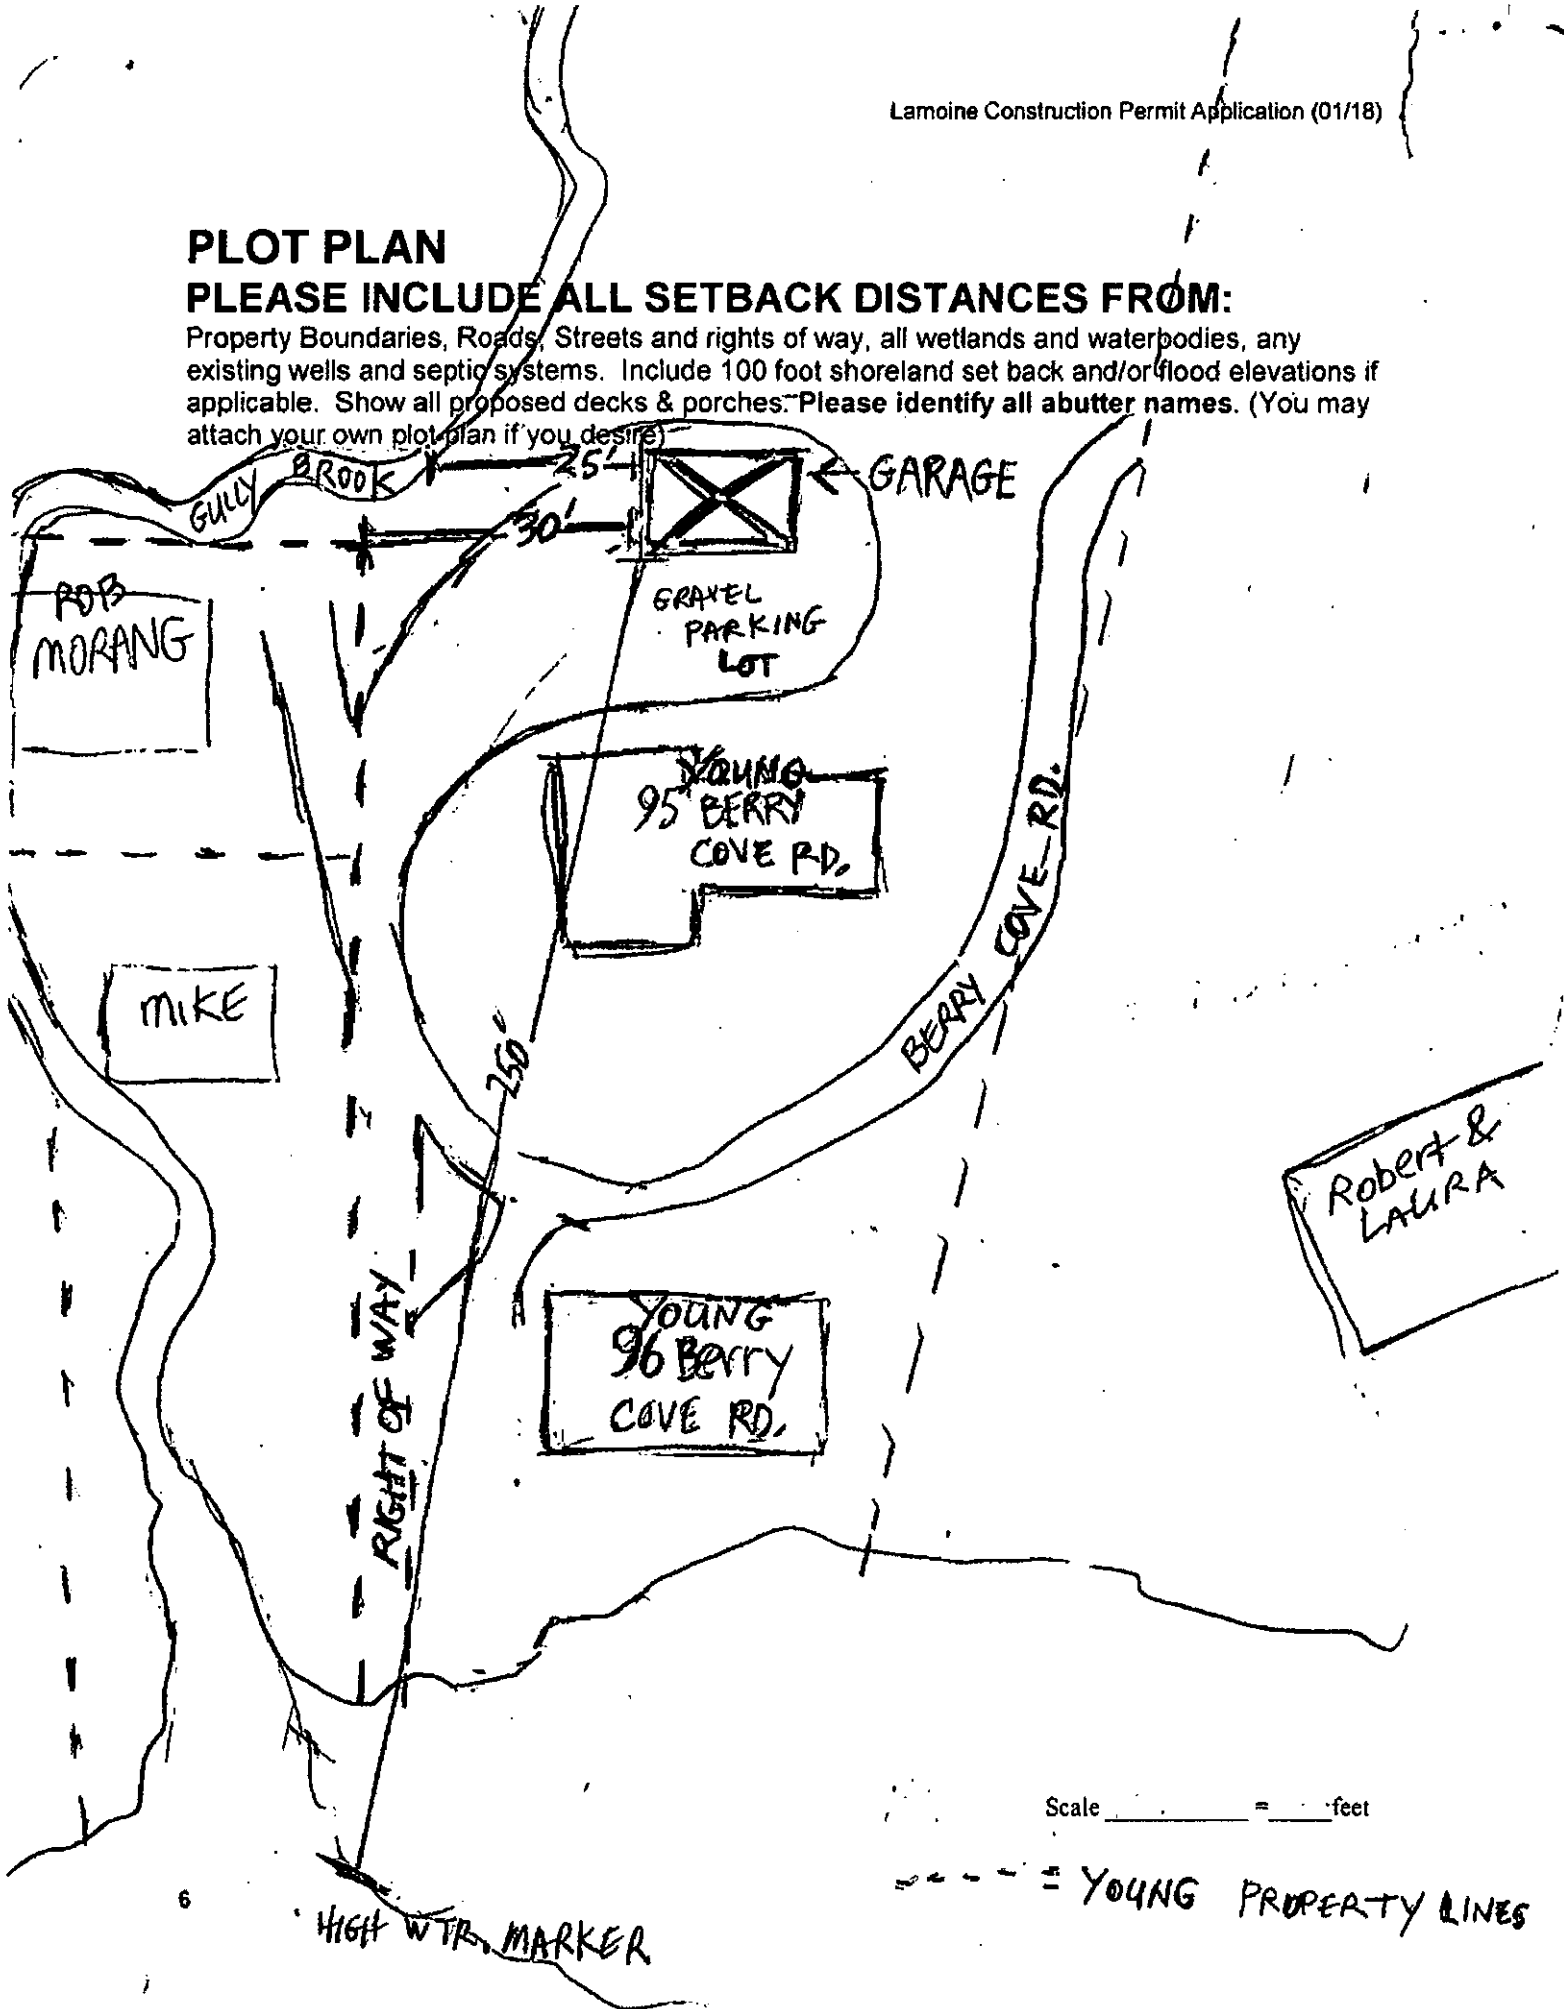 Lamoine Construction Permit Application (01/18)
PLOT PLAN
PLEASE INCLUDE ALL SETBACK DISTANCES FROM:
Property Boundaries, Roads, Streets and rights of way, all wetlands and waterbodies, any
existing wells and septic systems. Include 100 foot shoreland set back and/or flood elevations if
applicable. Show all proposed decks & porches. Please identify all abutter names. (You may
attach your own plot plan if you desire)
GULLY BROOK
25'
GARAGE
30'
ROB
MORANG
GRAVEL
PARKING
LOT
YOUNG
95 BERRY
COVE RD.
BERRY COVE RD.
MIKE
250'
Robert &
LAURA
RIGHT OF WAY
YOUNG
96 Berry
COVE RD.
Scale = feet
= YOUNG PROPERTY LINES
6
HIGH WTR. MARKER